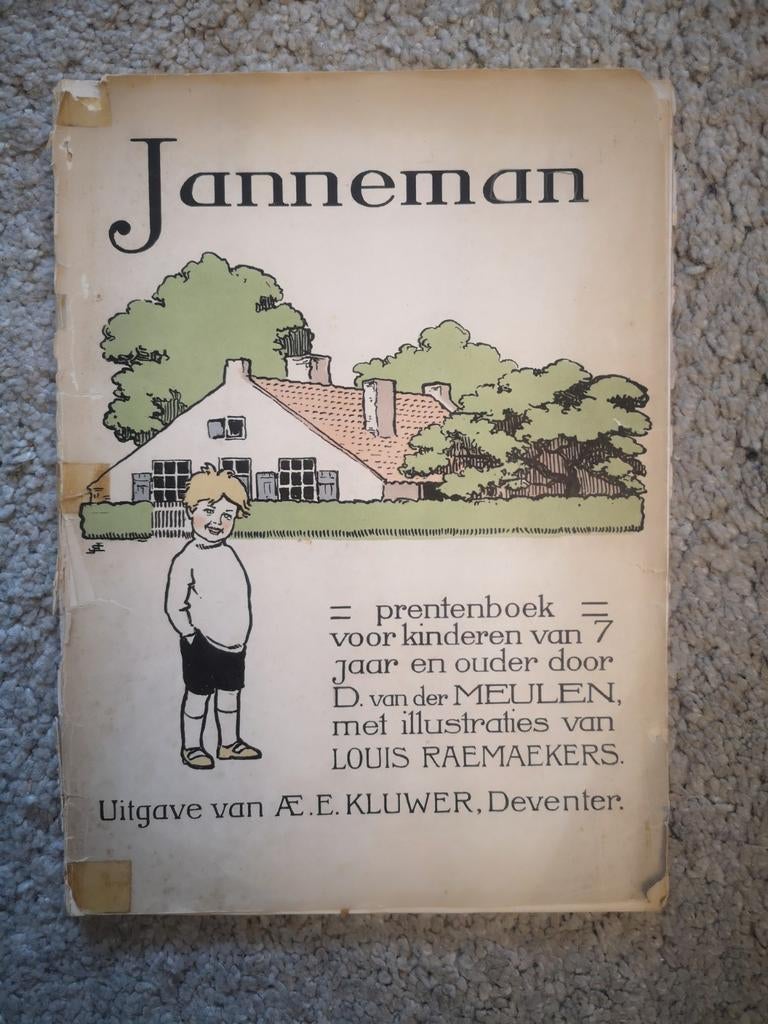 Janneman
= prentenboek =
voor kinderen van 7
jaar en ouder door
D. van der MEULEN,
met illustraties van
LOUIS RAEMAEKERS.
Uitgave van Æ.E. KLUWER, Deventer.